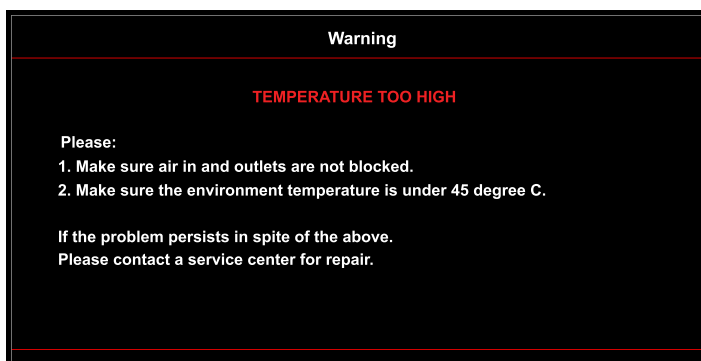 Warning
TEMPERATURE TOO HIGH
Please:
1. Make sure air in and outlets are not blocked.
2. Make sure the environment temperature is under 45 degree C.
If the problem persists in spite of the above.
Please contact a service center for repair.